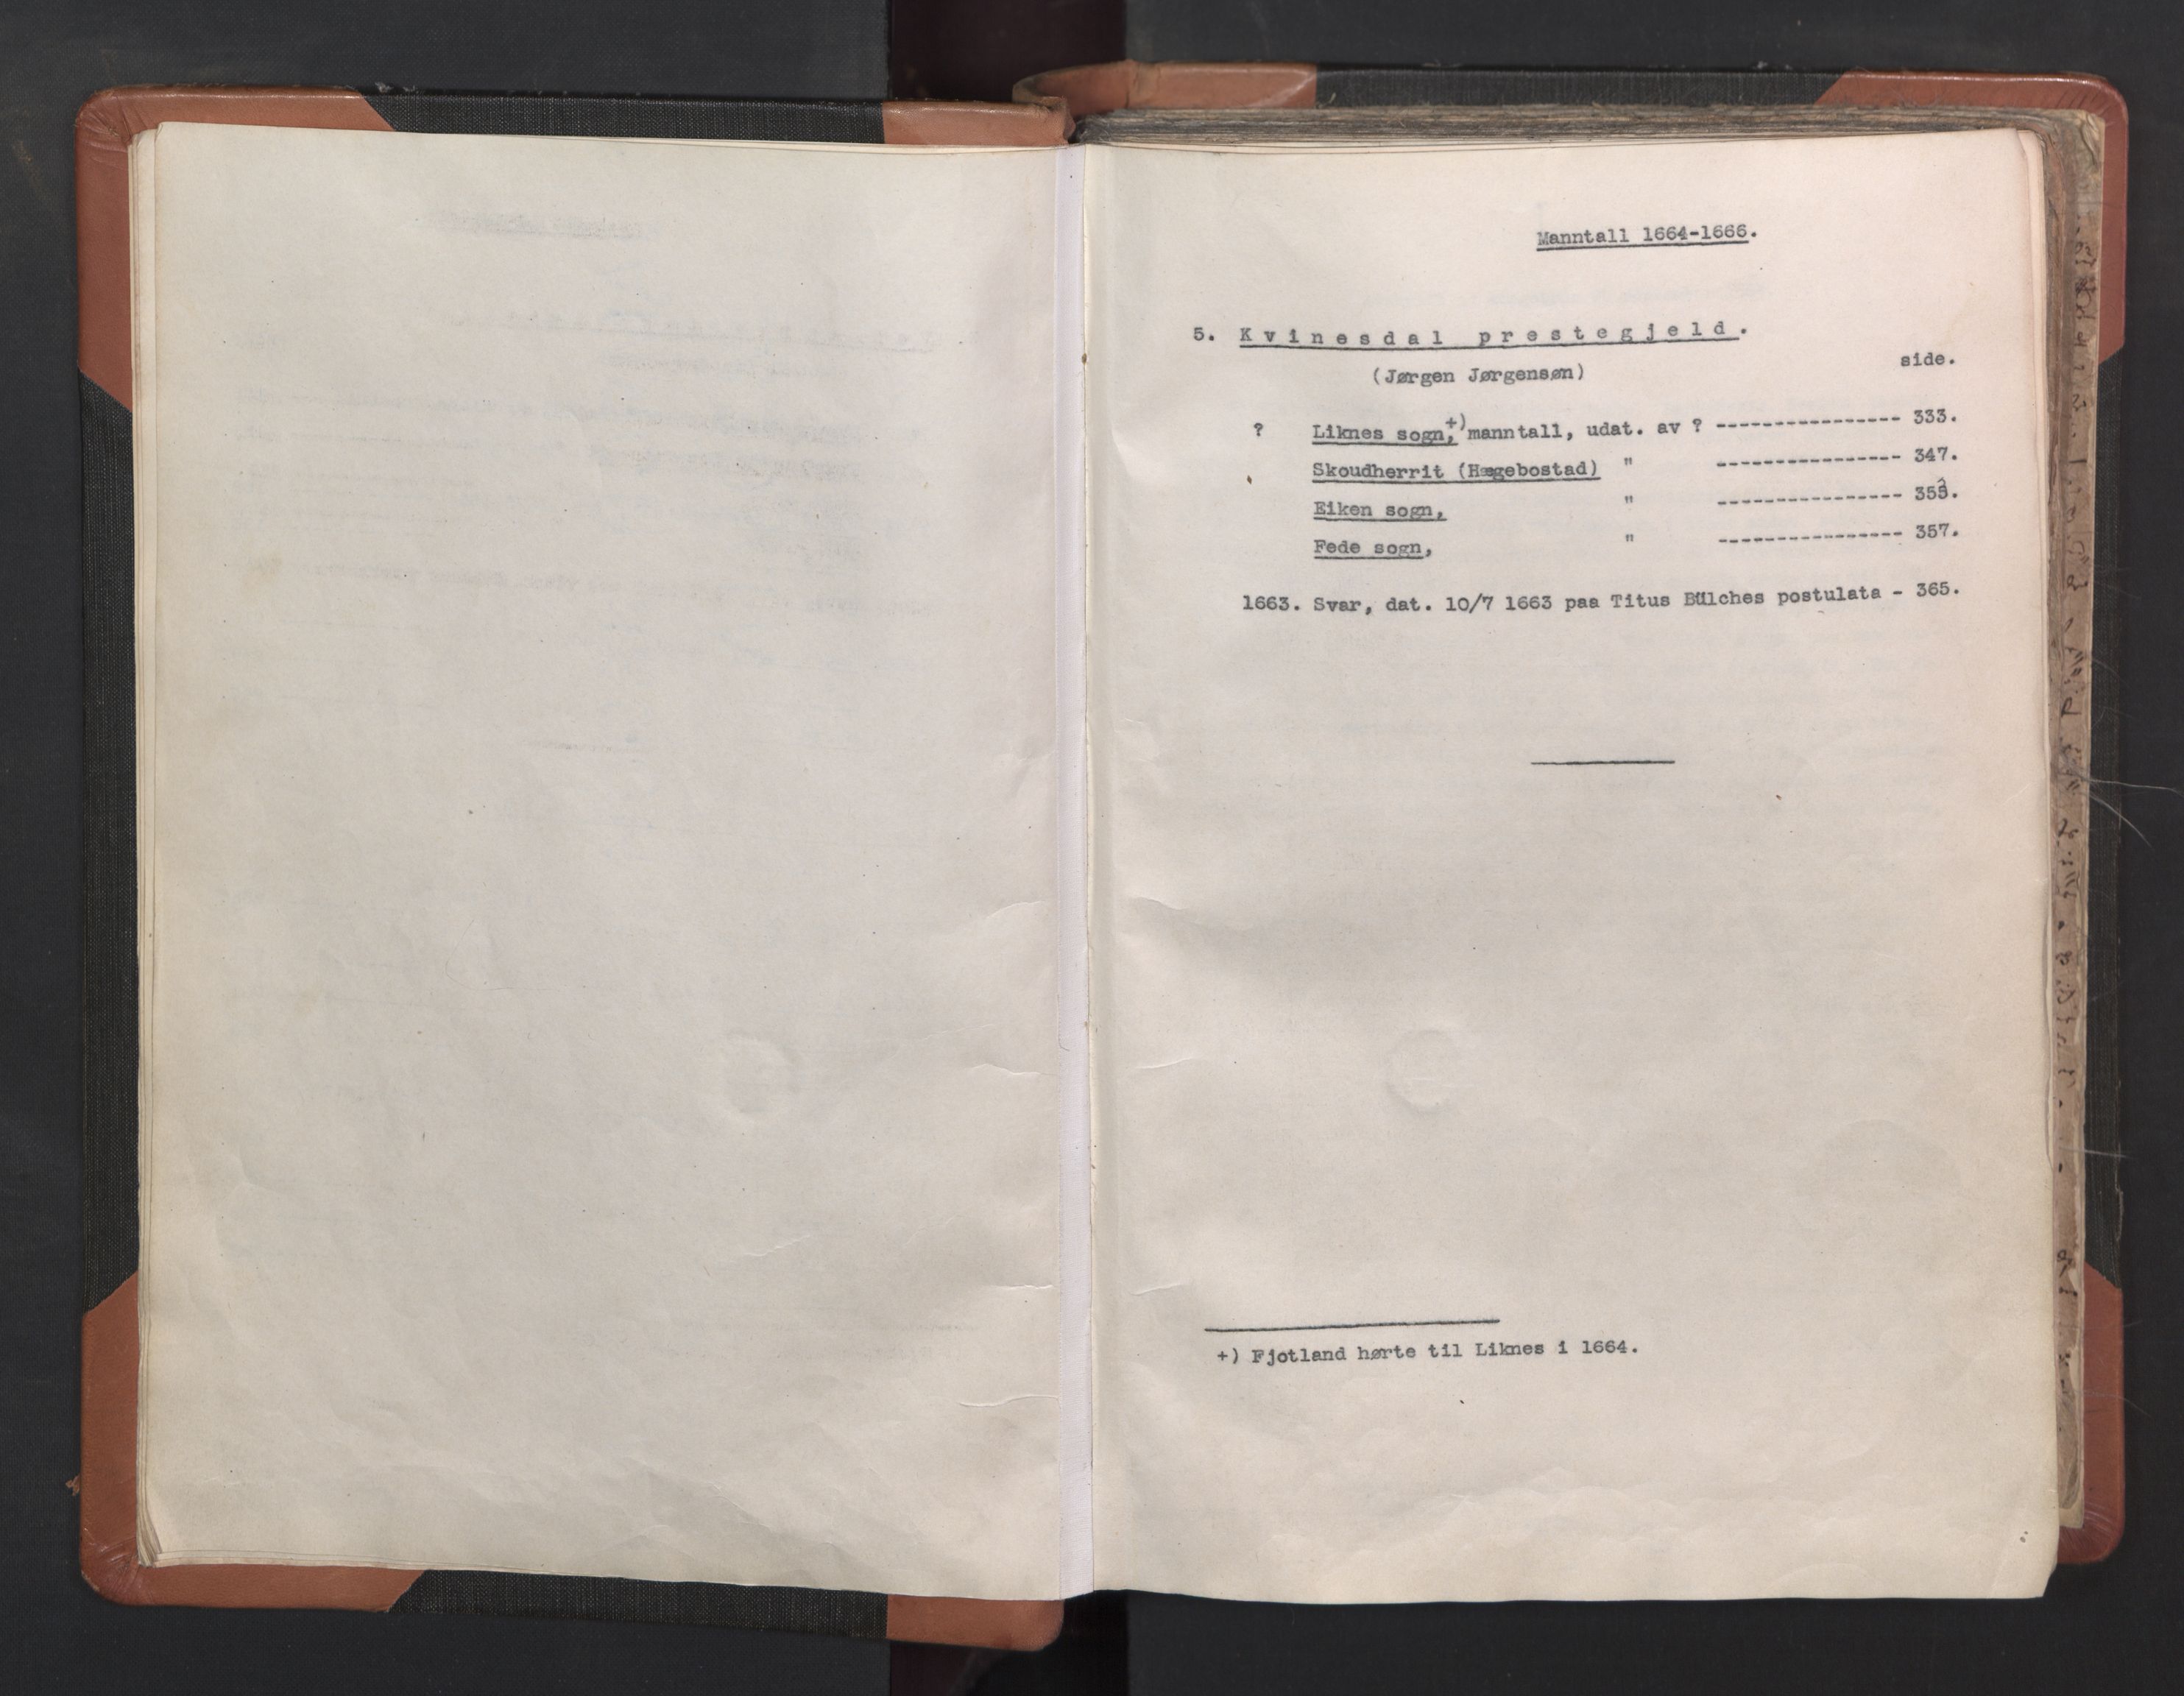 Manntall 1664-1666.
5. Kvinesdal prestegjeld.
(Jørgen Jørgensøn)
side.
? Liknes sogn,+) manntall, udat. av ? ---------------- 333.
Skoudherrit (Hægebostad) " ---------------- 347.
Eiken sogn, " ---------------- 353.
Fede sogn, " ---------------- 357.
1663. Svar, dat. 10/7 1663 paa Titus Bülches postulata - 365.
+) Fjotland hørte til Liknes i 1664.